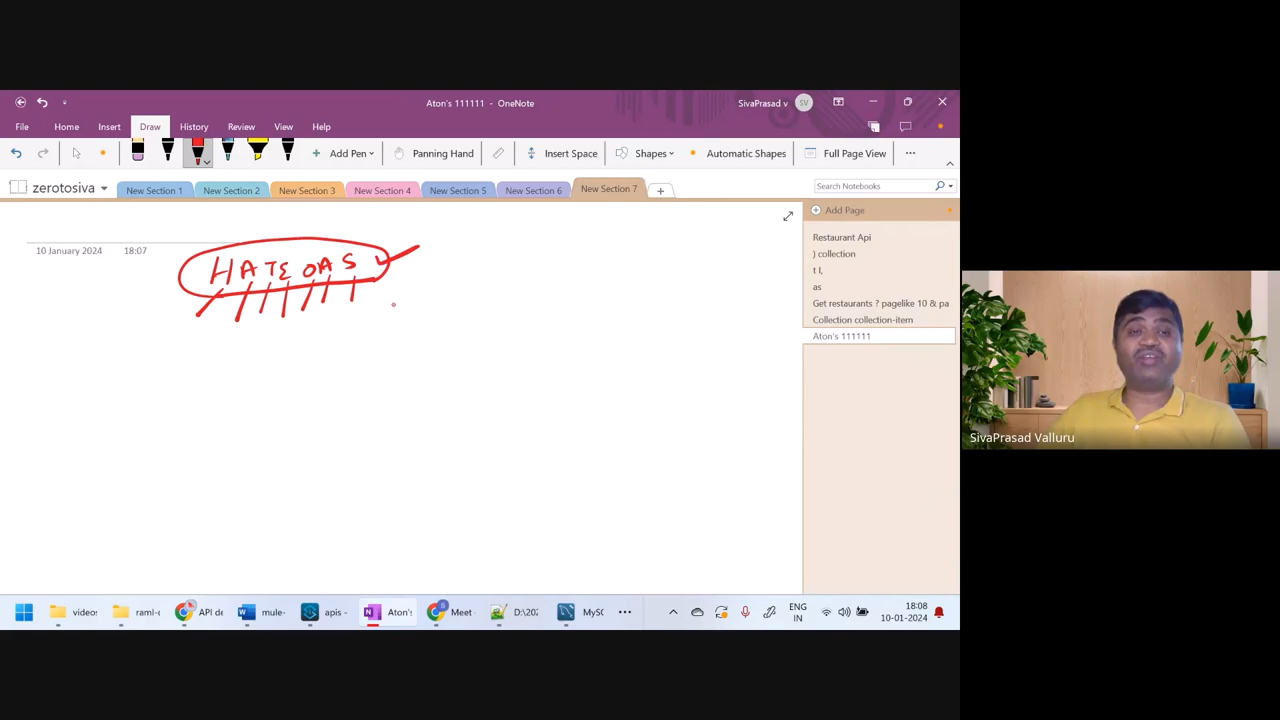 Aton's 111111 - OneNote
SivaPrasad v
SV
File
Home
Insert
Draw
History
Review
View
Help
Add Pen
Panning Hand
Insert Space
Shapes
Automatic Shapes
Full Page View
zerotosiva
New Section 1
New Section 2
New Section 3
New Section 4
New Section 5
New Section 6
New Section 7
Search Notebooks
Add Page
10 January 2024
18:07
HATEOAS
Restaurant Api
) collection
t I,
as
Get restaurants ? pagelike 10 & pa
Collection collection-item
Aton's 111111
SivaPrasad Valluru
video:
raml-c
API de
mule-
apis -
Aton's
Meet -
D:\202
MySC
ENG
IN
18:08
10-01-2024